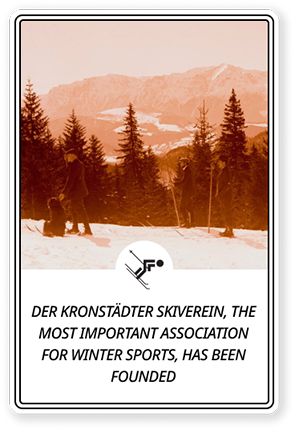 DER KRONSTÄDTER SKIVEREIN, THE
MOST IMPORTANT ASSOCIATION
FOR WINTER SPORTS, HAS BEEN
FOUNDED